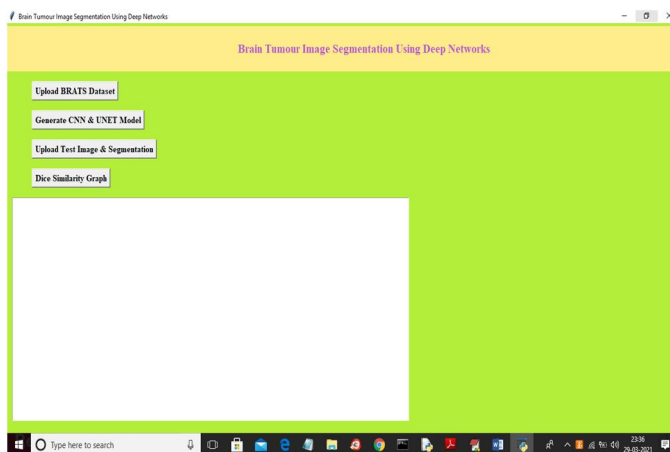 Brain Tumour Image Segmentation Using Deep Networks
Brain Tumour Image Segmentation Using Deep Networks
Upload BRATS Dataset
Generate CNN & UNET Model
Upload Test Image & Segmentation
Dice Similarity Graph
Type here to search
23:36
29-03-2021